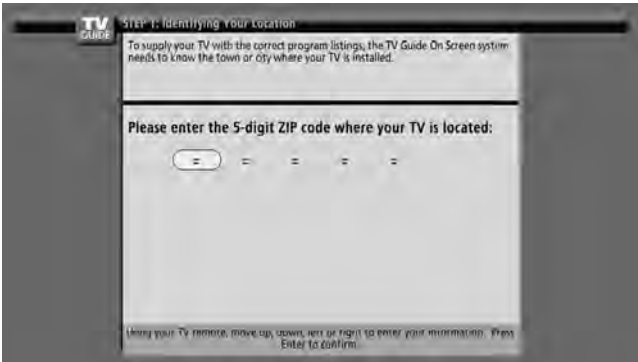 TV
GUIDE
STEP 1: Identifying Your Location
To supply your TV with the correct program listings, the TV Guide On Screen system
needs to know the town or city where your TV is installed.
Please enter the 5-digit ZIP code where your TV is located:
= = = = =
Using your TV remote, move up, down, left or right to enter your information. Press
Enter to confirm